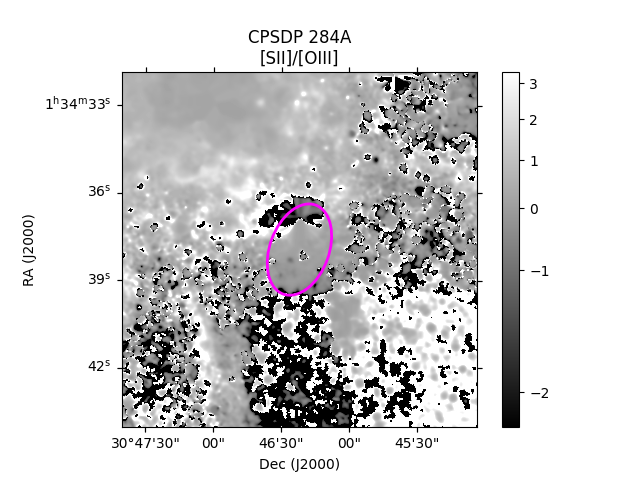 CPSDP 284A
[SII]/[OIII]
1h34m33s
36s
39s
42s
RA (J2000)
30°47'30" 00" 46'30" 00" 45'30"
Dec (J2000)
3
2
1
0
−1
−2